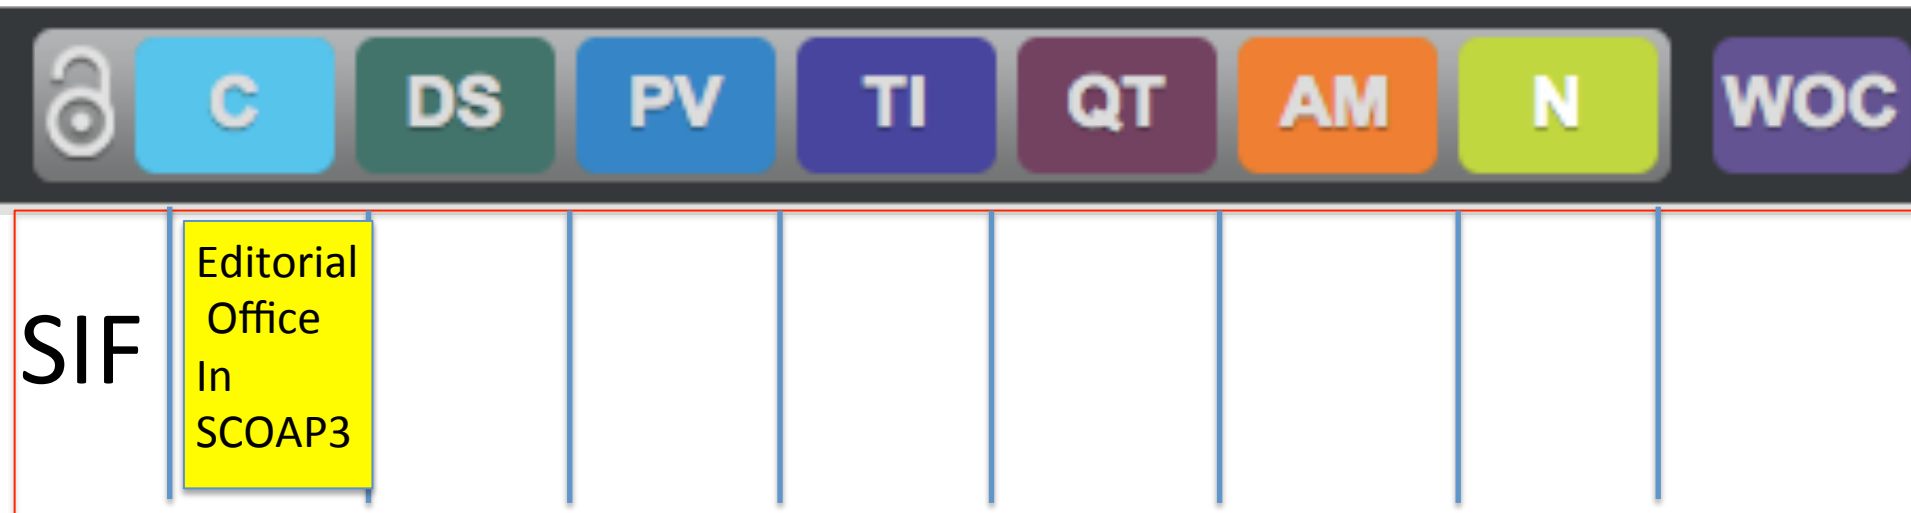 C DS PV TI QT AM N WOC
SIF
Editorial
Office
In
SCOAP3